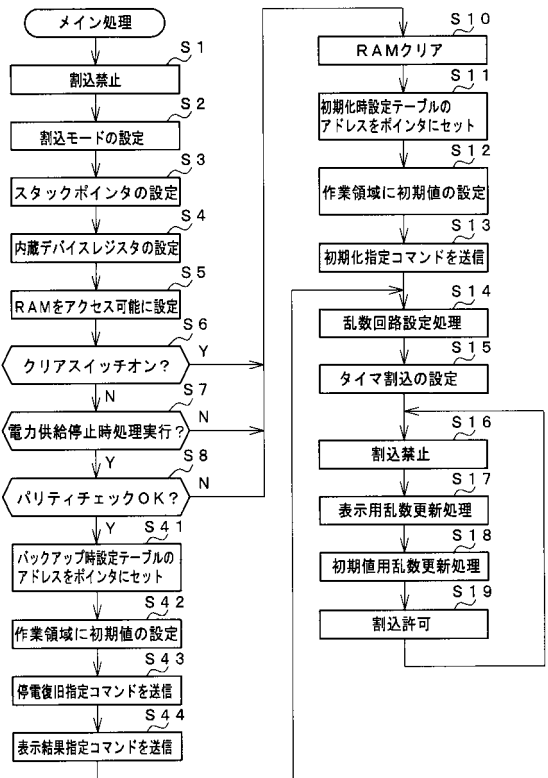 メイン処理
S1
割込禁止
S2
割込モードの設定
S3
スタックポインタの設定
S4
内蔵デバイスレジスタの設定
S5
RAMをアクセス可能に設定
S6
クリアスイッチオン?
Y
N
S7
電力供給停止時処理実行?
N
Y
S8
パリティチェックOK?
N
Y
S41
バックアップ時設定テーブルの
アドレスをポインタにセット
S42
作業領域に初期値の設定
S43
停電復旧指定コマンドを送信
S44
表示結果指定コマンドを送信
S10
RAMクリア
S11
初期化時設定テーブルの
アドレスをポインタにセット
S12
作業領域に初期値の設定
S13
初期化指定コマンドを送信
S14
乱数回路設定処理
S15
タイマ割込の設定
S16
割込禁止
S17
表示用乱数更新処理
S18
初期値用乱数更新処理
S19
割込許可